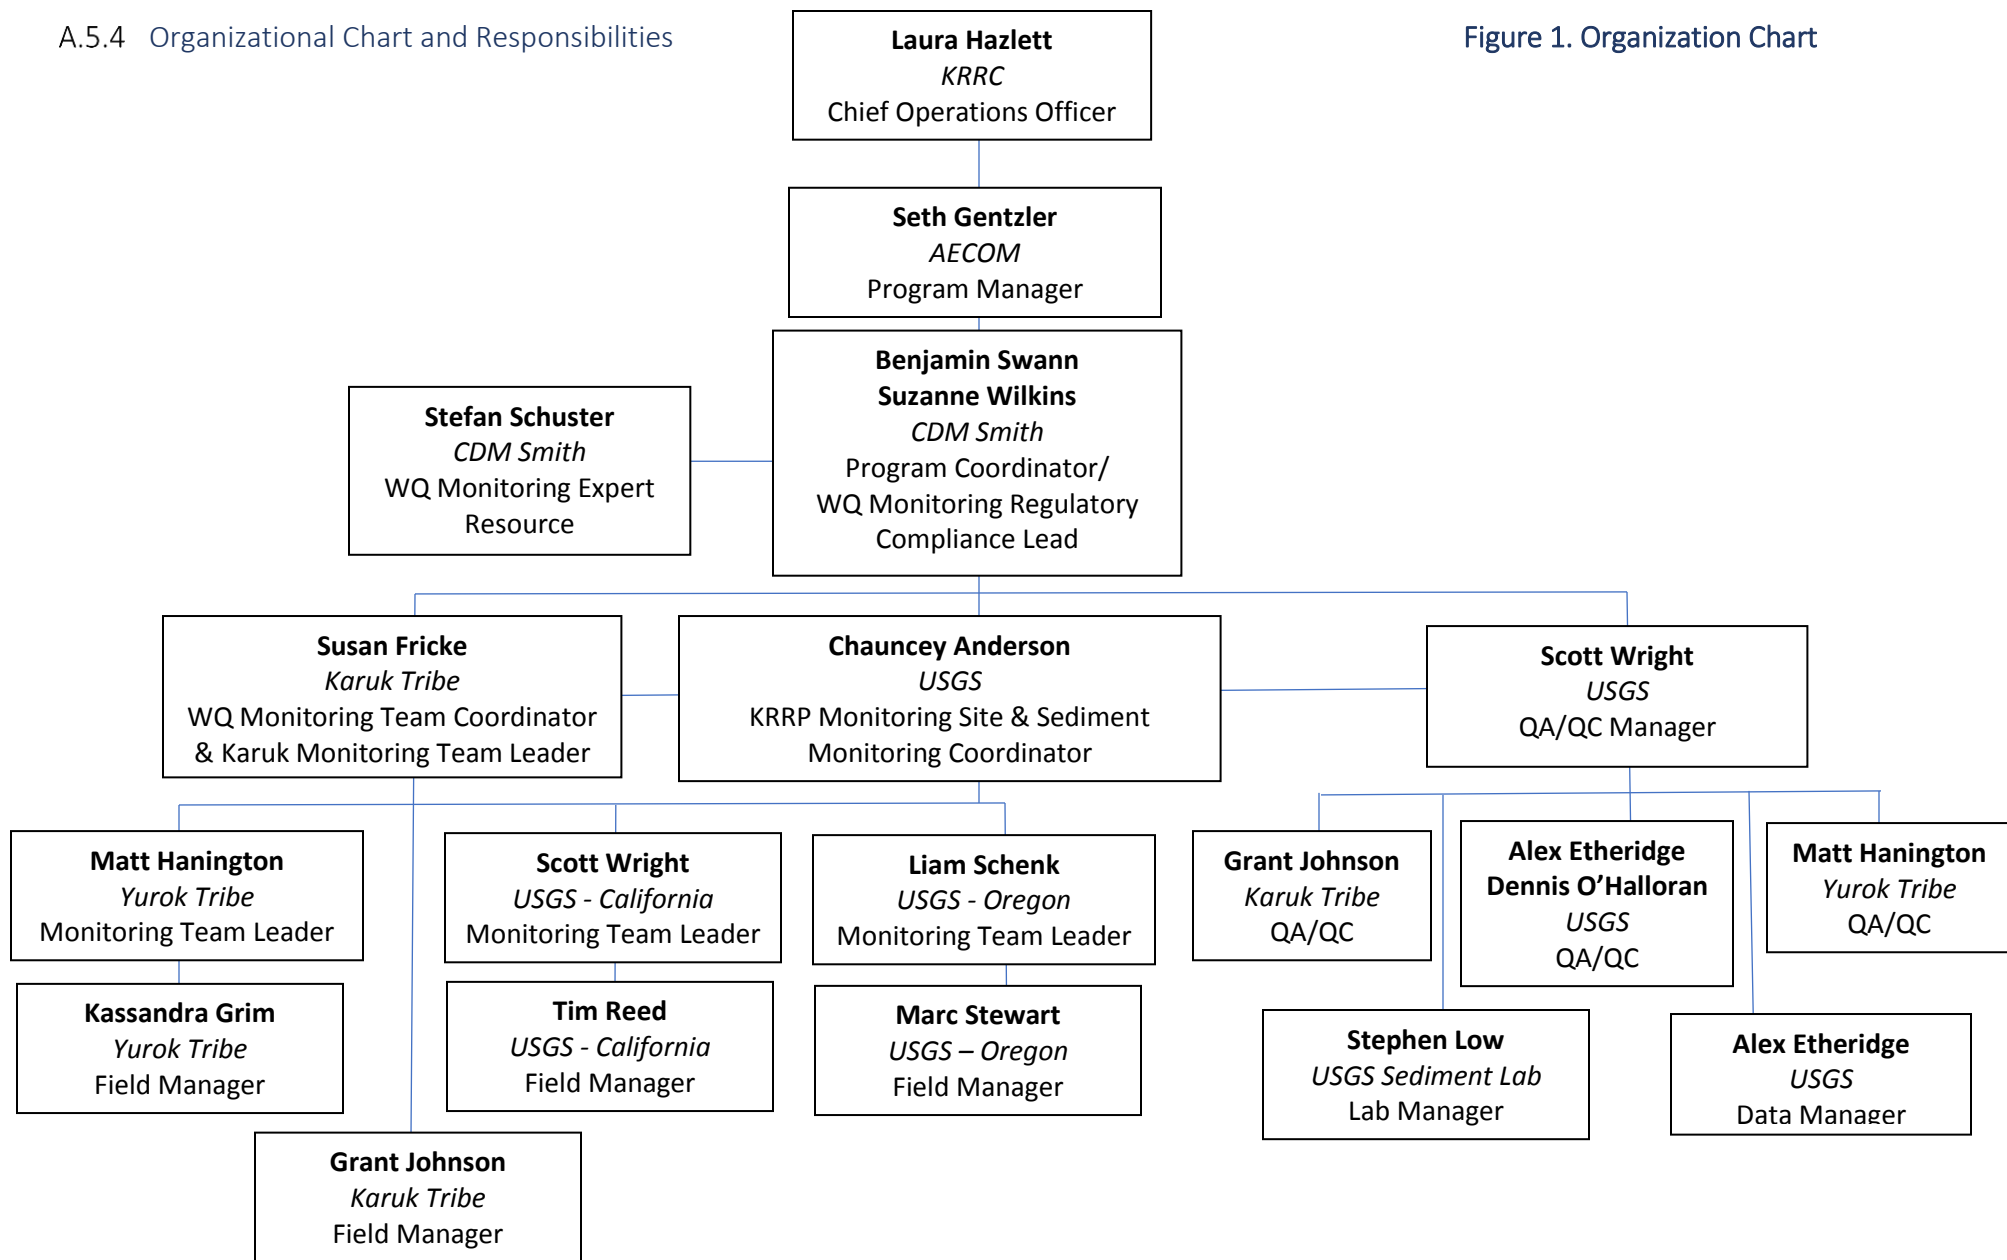 A.5.4 Organizational Chart and Responsibilities
Figure 1. Organization Chart
Laura Hazlett
KRRC
Chief Operations Officer
Seth Gentzler
AECOM
Program Manager
Benjamin Swann
Suzanne Wilkins
CDM Smith
Program Coordinator/
WQ Monitoring Regulatory
Compliance Lead
Stefan Schuster
CDM Smith
WQ Monitoring Expert
Resource
Susan Fricke
Karuk Tribe
WQ Monitoring Team Coordinator
& Karuk Monitoring Team Leader
Chauncey Anderson
USGS
KRRP Monitoring Site & Sediment
Monitoring Coordinator
Scott Wright
USGS
QA/QC Manager
Matt Hanington
Yurok Tribe
Monitoring Team Leader
Scott Wright
USGS - California
Monitoring Team Leader
Liam Schenk
USGS - Oregon
Monitoring Team Leader
Grant Johnson
Karuk Tribe
QA/QC
Alex Etheridge
Dennis O’Halloran
USGS
QA/QC
Matt Hanington
Yurok Tribe
QA/QC
Kassandra Grim
Yurok Tribe
Field Manager
Tim Reed
USGS - California
Field Manager
Marc Stewart
USGS – Oregon
Field Manager
Stephen Low
USGS Sediment Lab
Lab Manager
Alex Etheridge
USGS
Data Manager
Grant Johnson
Karuk Tribe
Field Manager